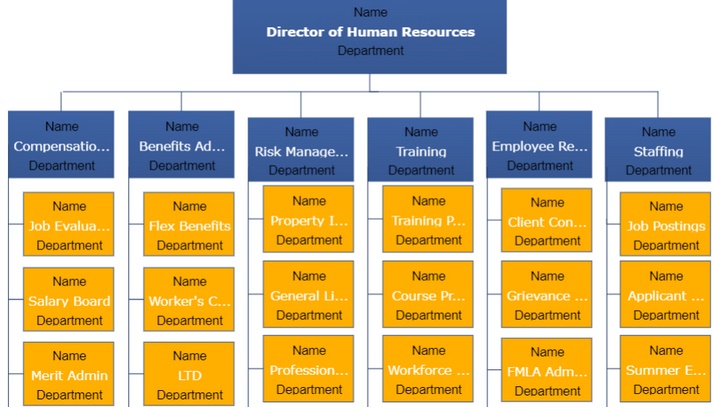 Name
Director of Human Resources
Department
Name
Compensatio...
Department
Name
Benefits Ad...
Department
Name
Risk Manage...
Department
Name
Training
Department
Name
Employee Re...
Department
Name
Staffing
Department
Name
Job Evalua...
Department
Name
Flex Benefits
Department
Name
Property I...
Department
Name
Training P...
Department
Name
Client Con...
Department
Name
Job Postings
Department
Name
Salary Board
Department
Name
Worker's C...
Department
Name
General Li...
Department
Name
Course Pr...
Department
Name
Grievance ...
Department
Name
Applicant ...
Department
Name
Merit Admin
Department
Name
LTD
Department
Name
Profession...
Department
Name
Workforce ...
Department
Name
FMLA Adm...
Department
Name
Summer E...
Department